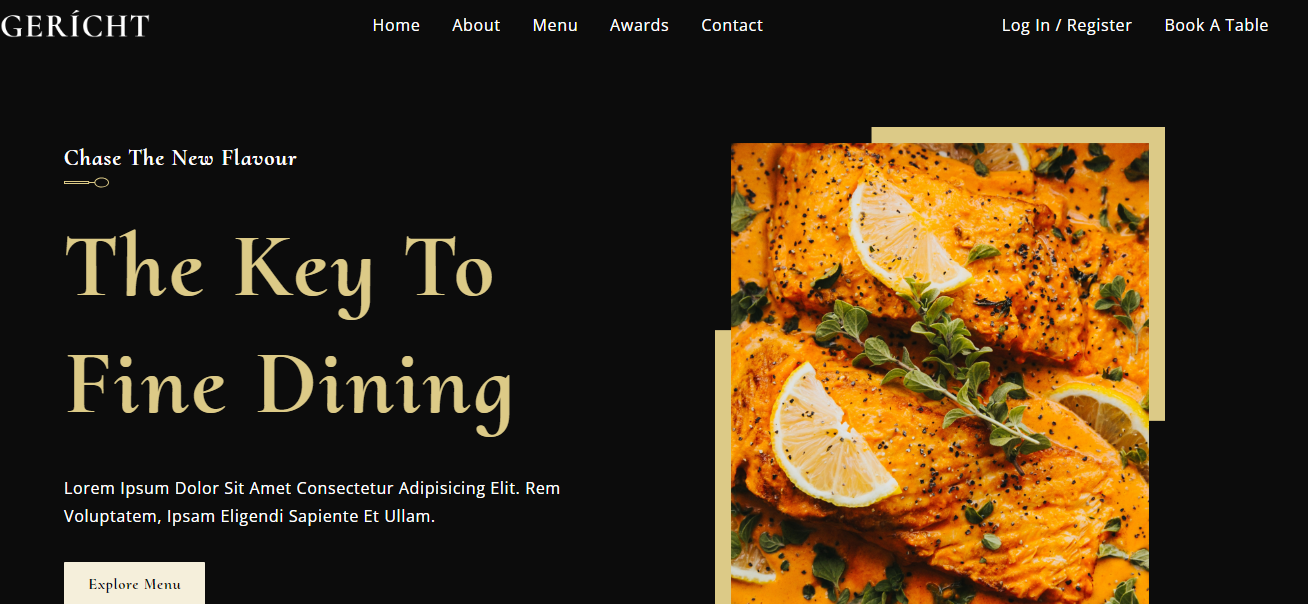 GERÍCHT
Home About Menu Awards Contact
Log In / Register Book A Table
Chase The New Flavour
The Key To
Fine Dining
Lorem Ipsum Dolor Sit Amet Consectetur Adipisicing Elit. Rem
Voluptatem, Ipsam Eligendi Sapiente Et Ullam.
Explore Menu